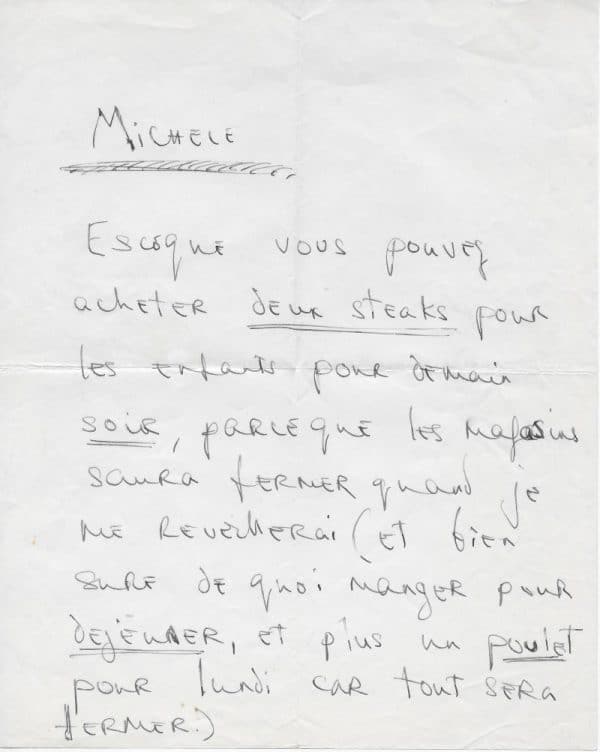 MiCHELE
EsceqUE vous pouvez
acheTER deux steaks pour
les enfants pour demain
soir, PARCEQUE les magasins
saura FERMER quand je
ME REVEILLERAi (ET bien
SURE DE quoi manger pour
DEJEUNER, ET plus un poulet
pour lundi CAR tout SERA
FERMER.)